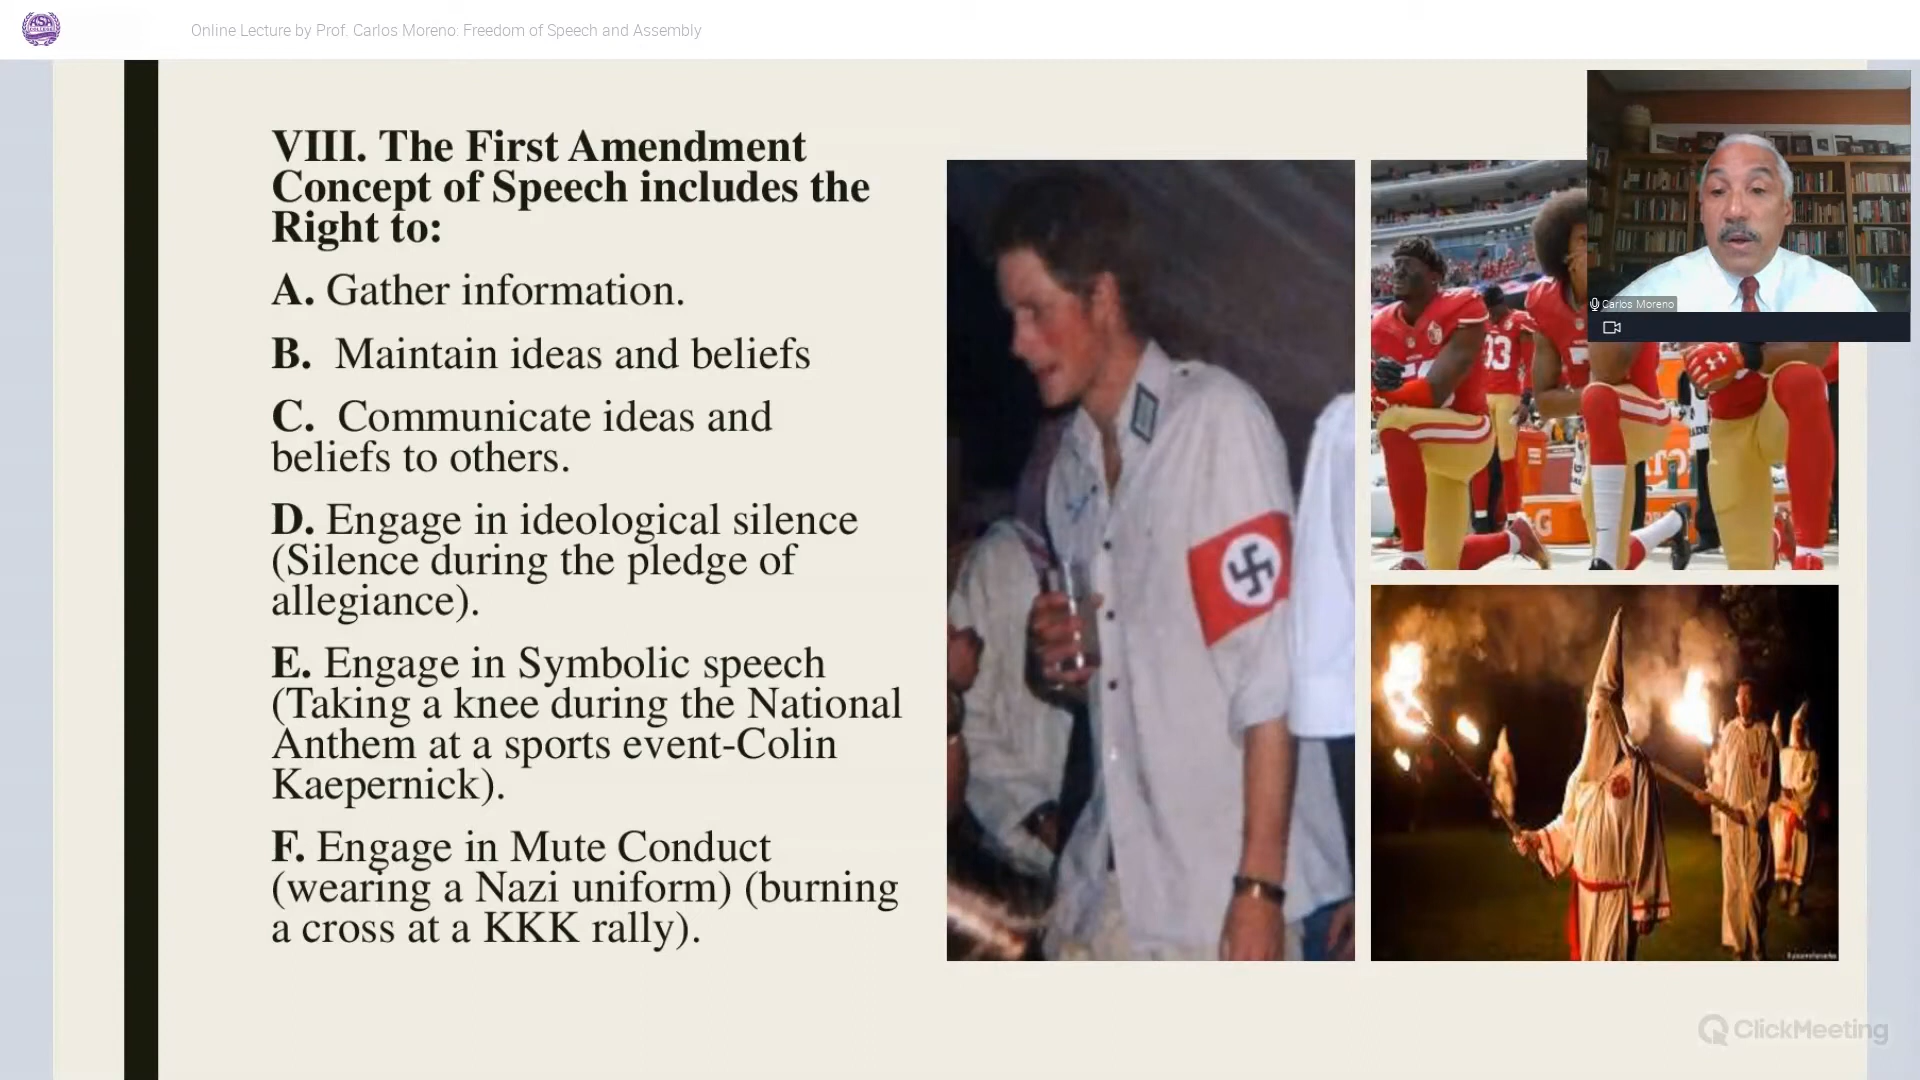 ASA
COLLEGE
Online Lecture by Prof. Carlos Moreno: Freedom of Speech and Assembly
VIII. The First Amendment
Concept of Speech includes the
Right to:
A. Gather information.
B. Maintain ideas and beliefs
C. Communicate ideas and
beliefs to others.
D. Engage in ideological silence
(Silence during the pledge of
allegiance).
E. Engage in Symbolic speech
(Taking a knee during the National
Anthem at a sports event-Colin
Kaepernick).
F. Engage in Mute Conduct
(wearing a Nazi uniform) (burning
a cross at a KKK rally).
93
G
Carlos Moreno
ClickMeeting